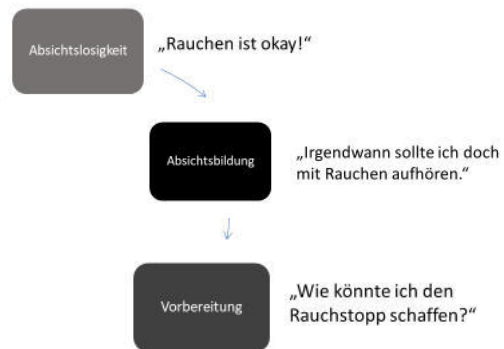 Absichtslosigkeit
„Rauchen ist okay!“
Absichtsbildung
„Irgendwann sollte ich doch
mit Rauchen aufhören.“
Vorbereitung
„Wie könnte ich den
Rauchstopp schaffen?“